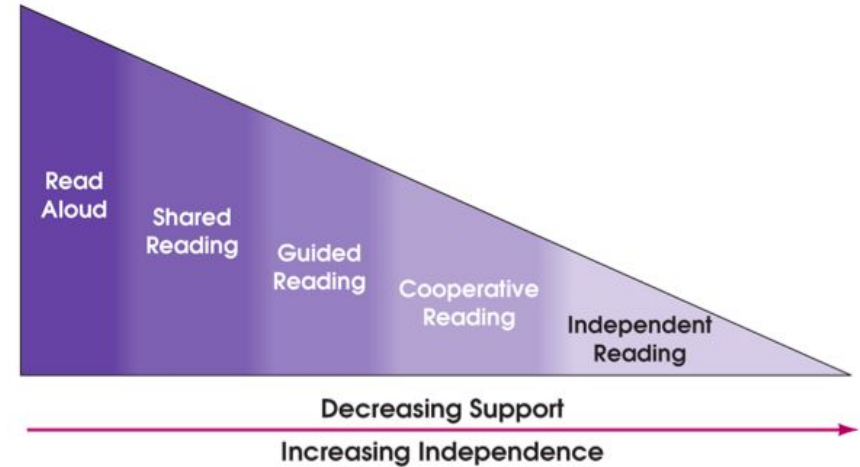 Read
Aloud
Shared
Reading
Guided
Reading
Cooperative
Reading
Independent
Reading
Decreasing Support
Increasing Independence